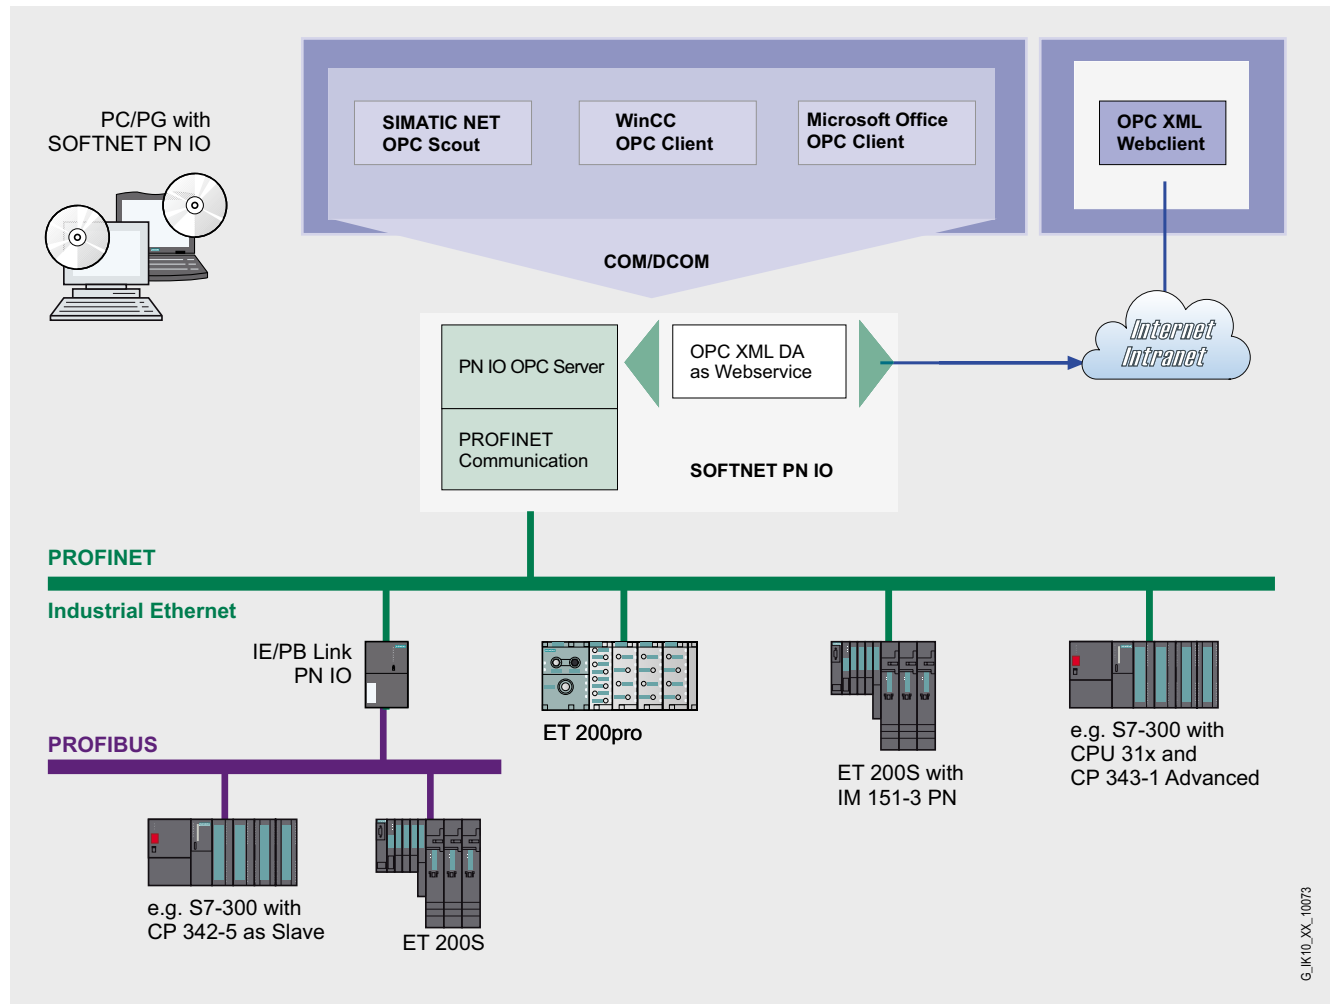 PC/PG with
SOFTNET PN IO
SIMATIC NET
OPC Scout
WinCC
OPC Client
Microsoft Office
OPC Client
OPC XML
Webclient
COM/DCOM
PN IO OPC Server
OPC XML DA
as Webservice
Internet
Intranet
PROFINET
Communication
SOFTNET PN IO
PROFINET
Industrial Ethernet
IE/PB Link
PN IO
ET 200pro
ET 200S with
IM 151-3 PN
e.g. S7-300 with
CPU 31x and
CP 343-1 Advanced
PROFIBUS
e.g. S7-300 with
CP 342-5 as Slave
ET 200S
G_IK10_XX_10073